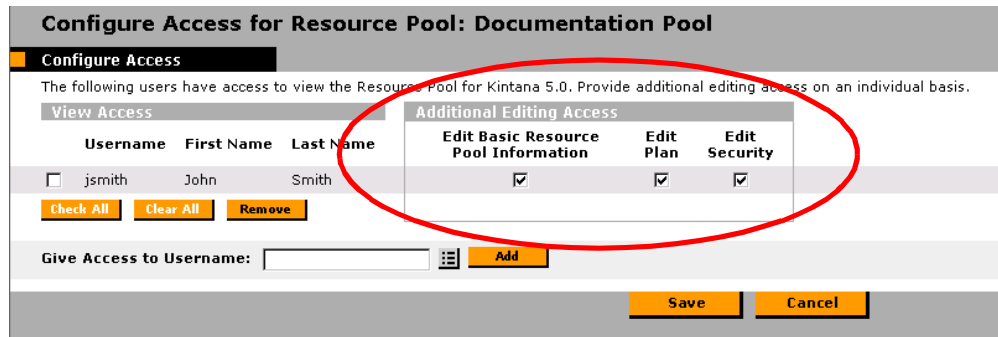 Configure Access for Resource Pool: Documentation Pool
Configure Access
The following users have access to view the Resource Pool for Kintana 5.0. Provide additional editing access on an individual basis.
View Access
Additional Editing Access
Username First Name Last Name
Edit Basic Resource Pool Information
Edit Plan
Edit Security
jsmith John Smith
Check All Clear All Remove
Give Access to Username: Add
Save Cancel